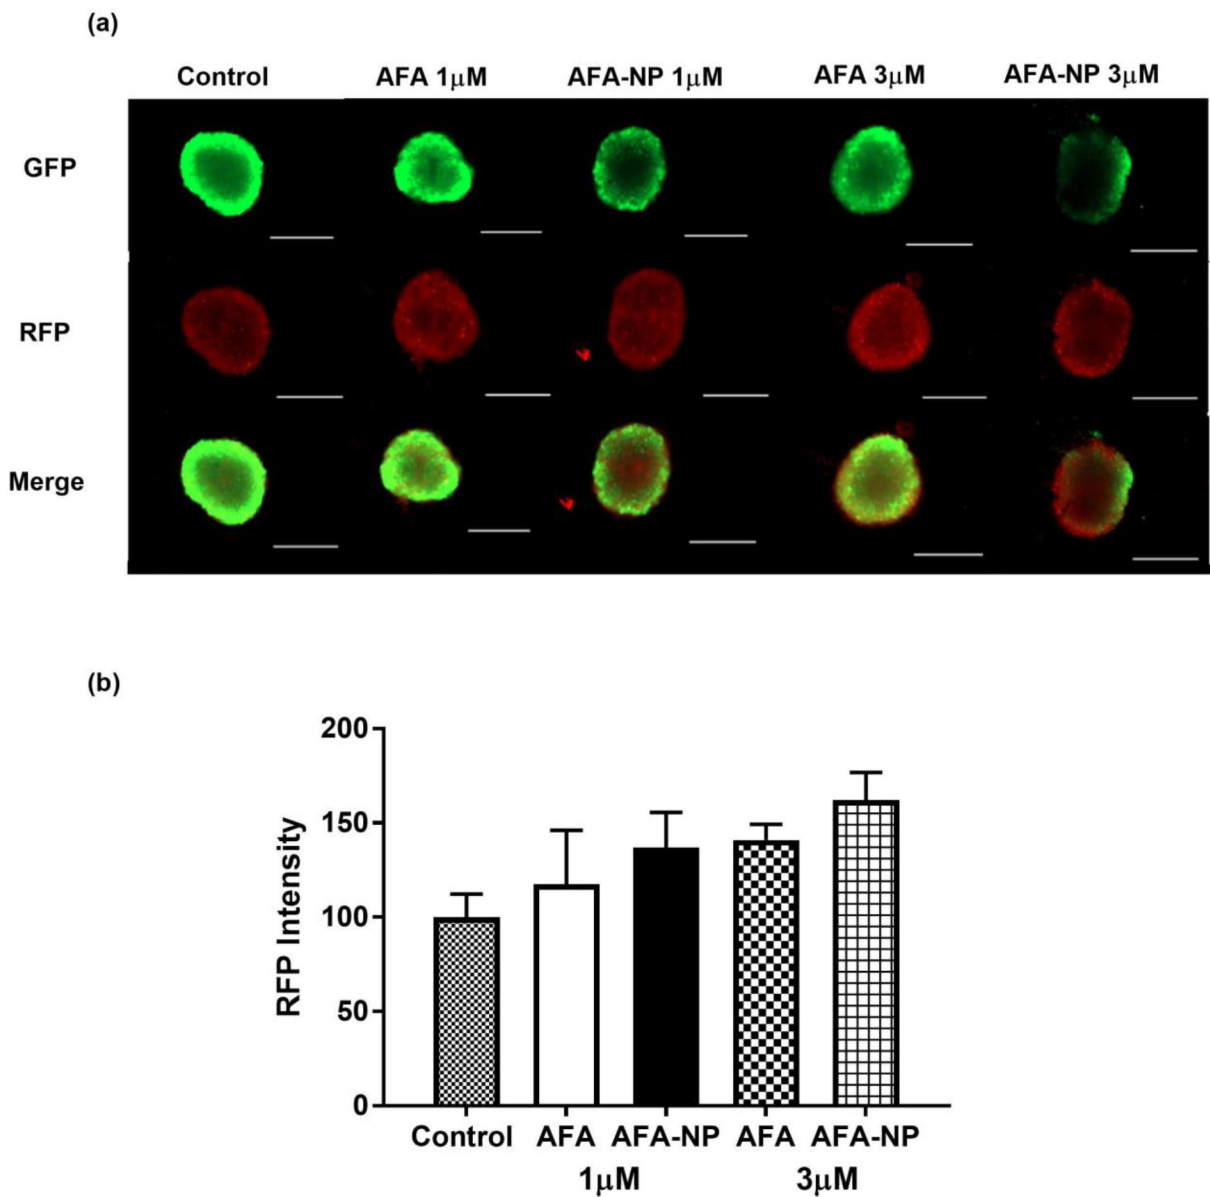 (a)
Control AFA 1μM AFA-NP 1μM AFA 3μM AFA-NP 3μM
GFP
RFP
Merge
(b)
RFP Intensity
200
150
100
50
0
Control AFA AFA-NP AFA AFA-NP
1μM 3μM